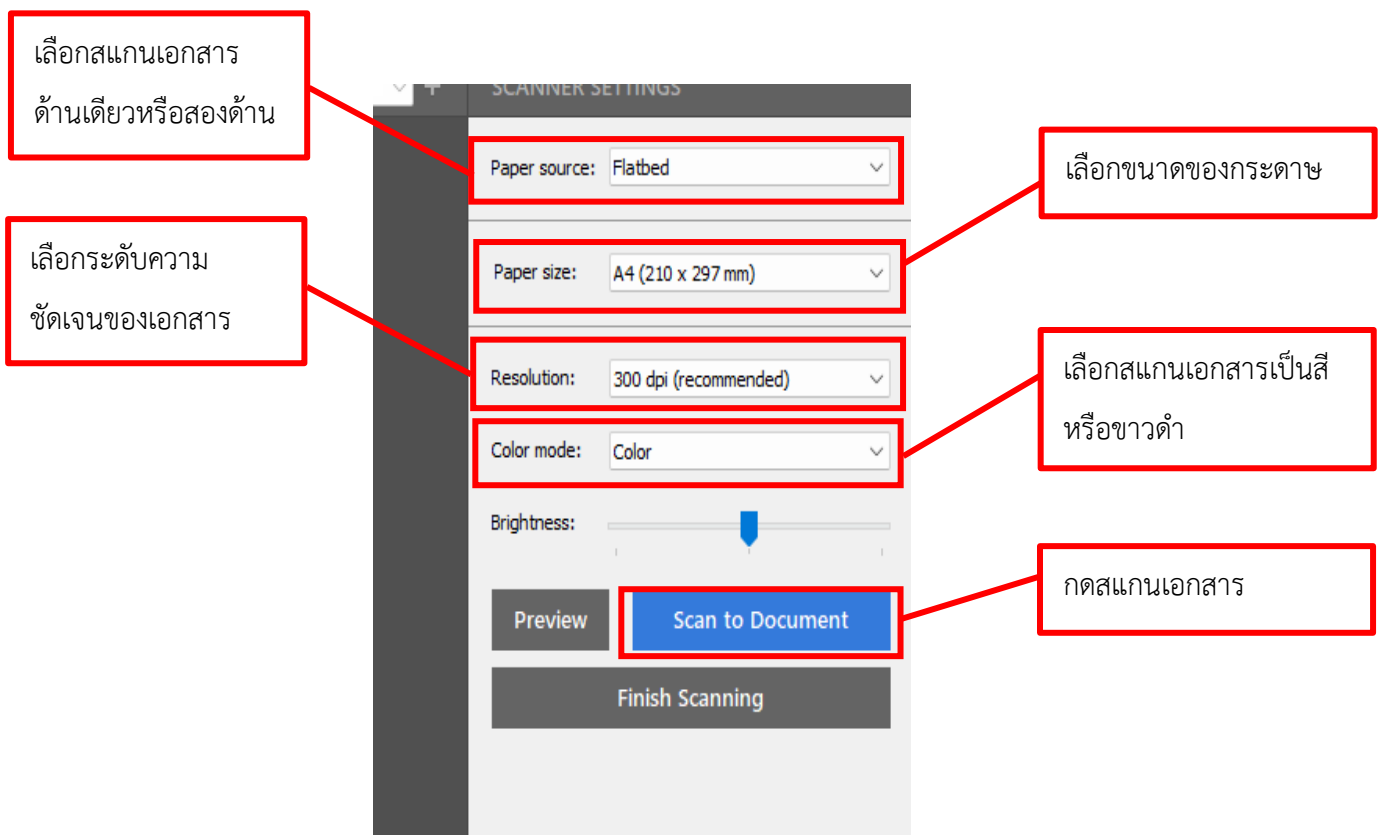 เลือกสแกนเอกสาร
ด้านเดียวหรือสองด้าน
เลือกระดับความ
ชัดเจนของเอกสาร
SCANNER SETTINGS
Paper source: Flatbed
Paper size: A4 (210 x 297 mm)
Resolution: 300 dpi (recommended)
Color mode: Color
Brightness:
Preview Scan to Document
Finish Scanning
เลือกขนาดของกระดาษ
เลือกสแกนเอกสารเป็นสี
หรือขาวดำ
กดสแกนเอกสาร